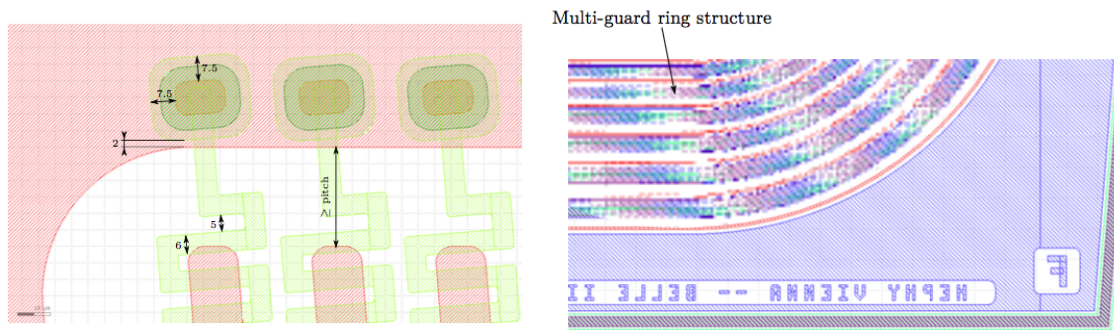 Multi-guard ring structure
7.5
7.5
2
≥ pitch
5
6
F
HEPHY VIENNA -- BELLE II